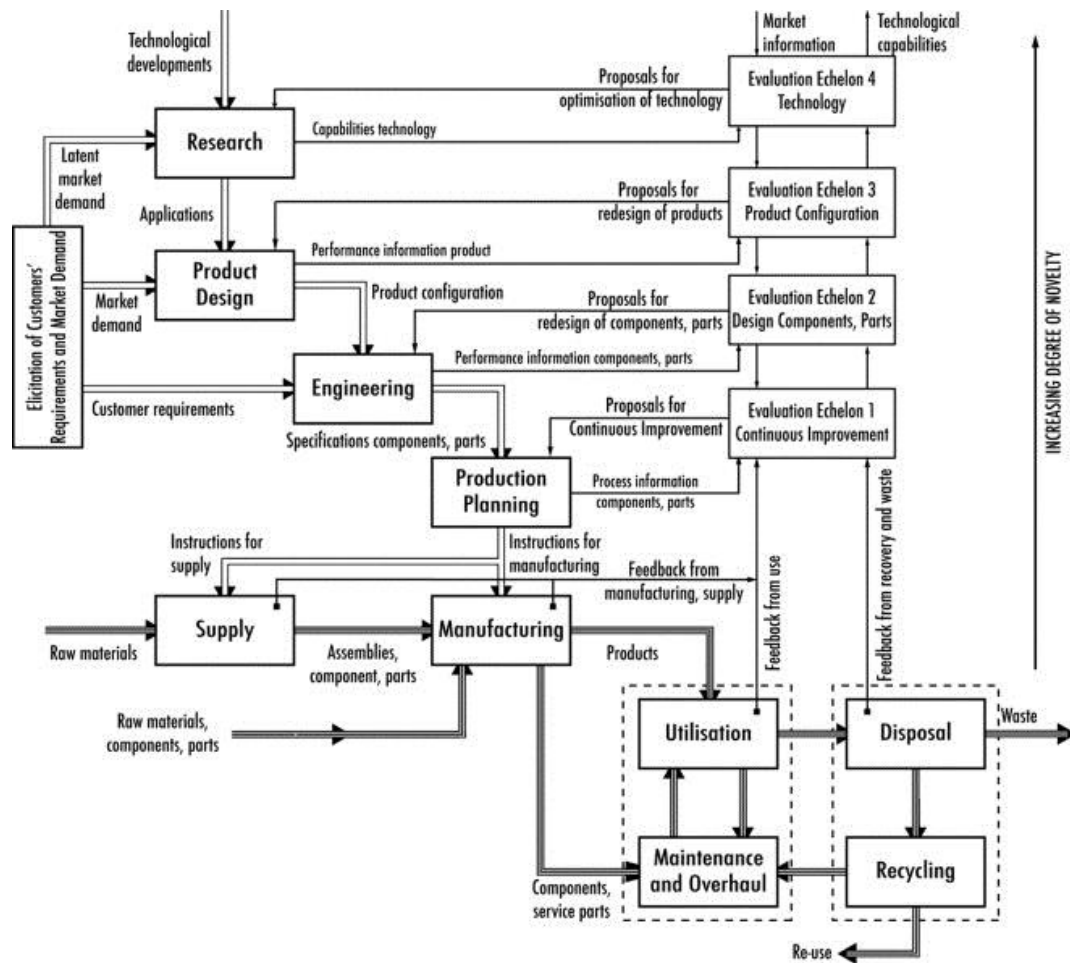 Technological
developments
Market
information
Technological
capabilities
Evaluation Echelon 4
Technology
Proposals for
optimisation of technology
Research
Capabilities technology
Latent
market
demand
Applications
Proposals for
redesign of products
Evaluation Echelon 3
Product Configuration
Elicitation of Customers'
Requirements and Market Demand
Product
Design
Performance information product
Market
demand
Product configuration
Proposals for
redesign of components, parts
Evaluation Echelon 2
Design Components, Parts
INCREASING DEGREE OF NOVELTY
Engineering
Performance information components, parts
Customer requirements
Specifications components, parts
Proposals for
Continuous Improvement
Evaluation Echelon 1
Continuous Improvement
Production
Planning
Process information
components, parts
Instructions for
supply
Instructions for
manufacturing
Feedback from
manufacturing, supply
Feedback from use
Feedback from recovery and waste
Supply
Manufacturing
Raw materials
Assemblies,
component, parts
Products
Raw materials,
components, parts
Utilisation
Disposal
Waste
Maintenance
and Overhaul
Recycling
Components,
service parts
Re-use